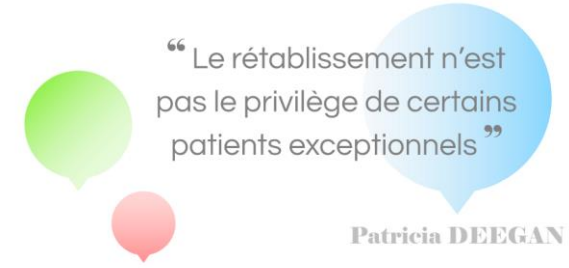 “ Le rétablissement n’est
pas le privilège de certains
patients exceptionnels ”
Patricia DEEGAN